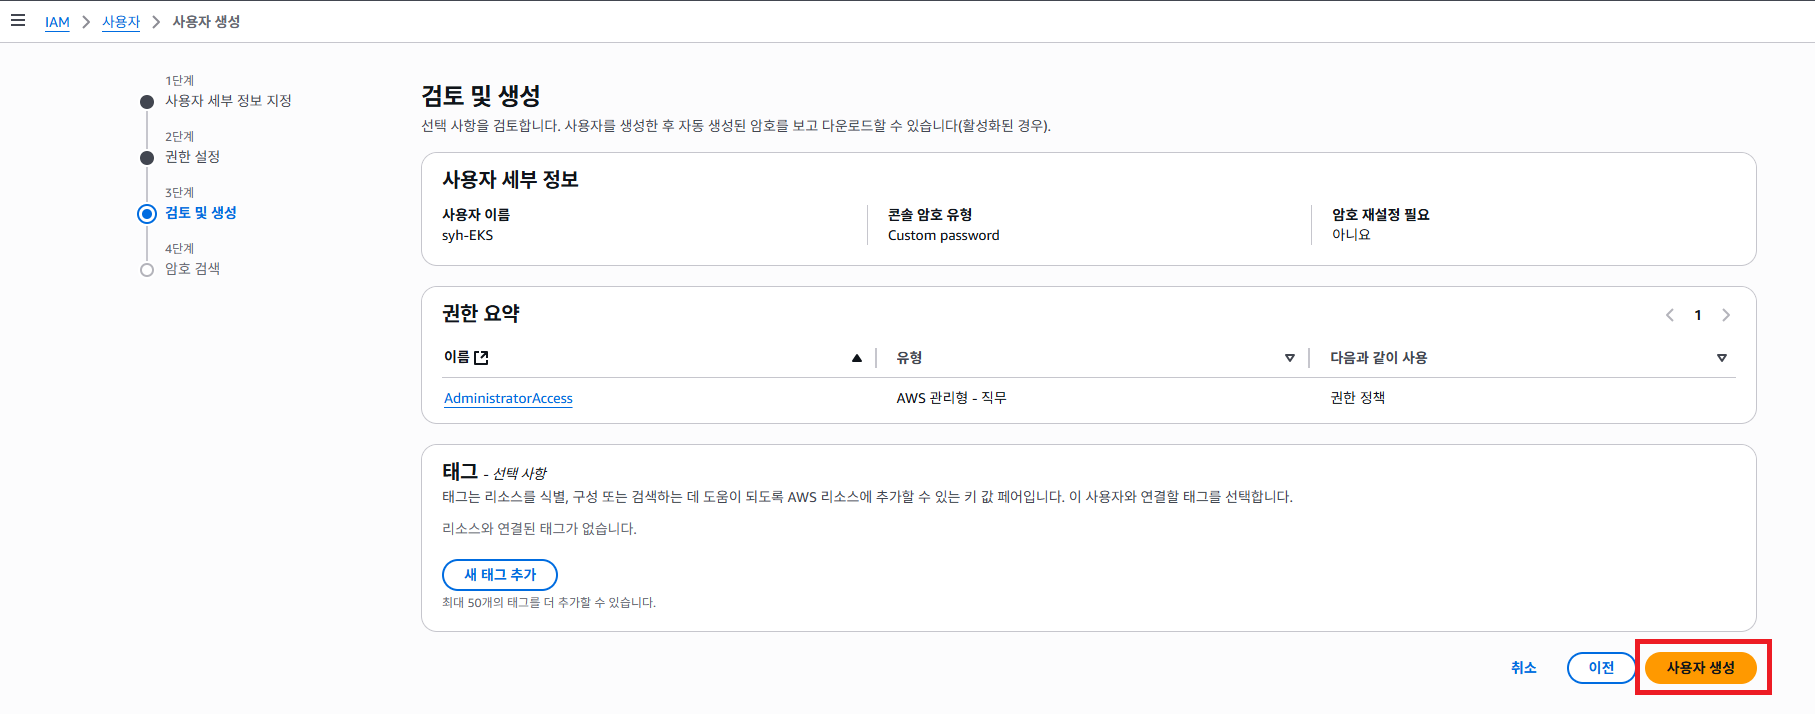 IAM > 사용자 > 사용자 생성
1단계
사용자 세부 정보 지정
2단계
권한 설정
3단계
검토 및 생성
4단계
암호 검색
검토 및 생성
선택 사항을 검토합니다. 사용자를 생성한 후 자동 생성된 암호를 보고 다운로드할 수 있습니다(활성화된 경우).
사용자 세부 정보
사용자 이름
syh-EKS
콘솔 암호 유형
Custom password
암호 재설정 필요
아니요
권한 요약
1
이름 유형 다음과 같이 사용
AdministratorAccess AWS 관리형 - 직무 권한 정책
태그 - 선택 사항
태그는 리소스를 식별, 구성 또는 검색하는 데 도움이 되도록 AWS 리소스에 추가할 수 있는 키 값 페어입니다. 이 사용자와 연결할 태그를 선택합니다.
리소스와 연결된 태그가 없습니다.
새 태그 추가
최대 50개의 태그를 더 추가할 수 있습니다.
취소 이전 사용자 생성